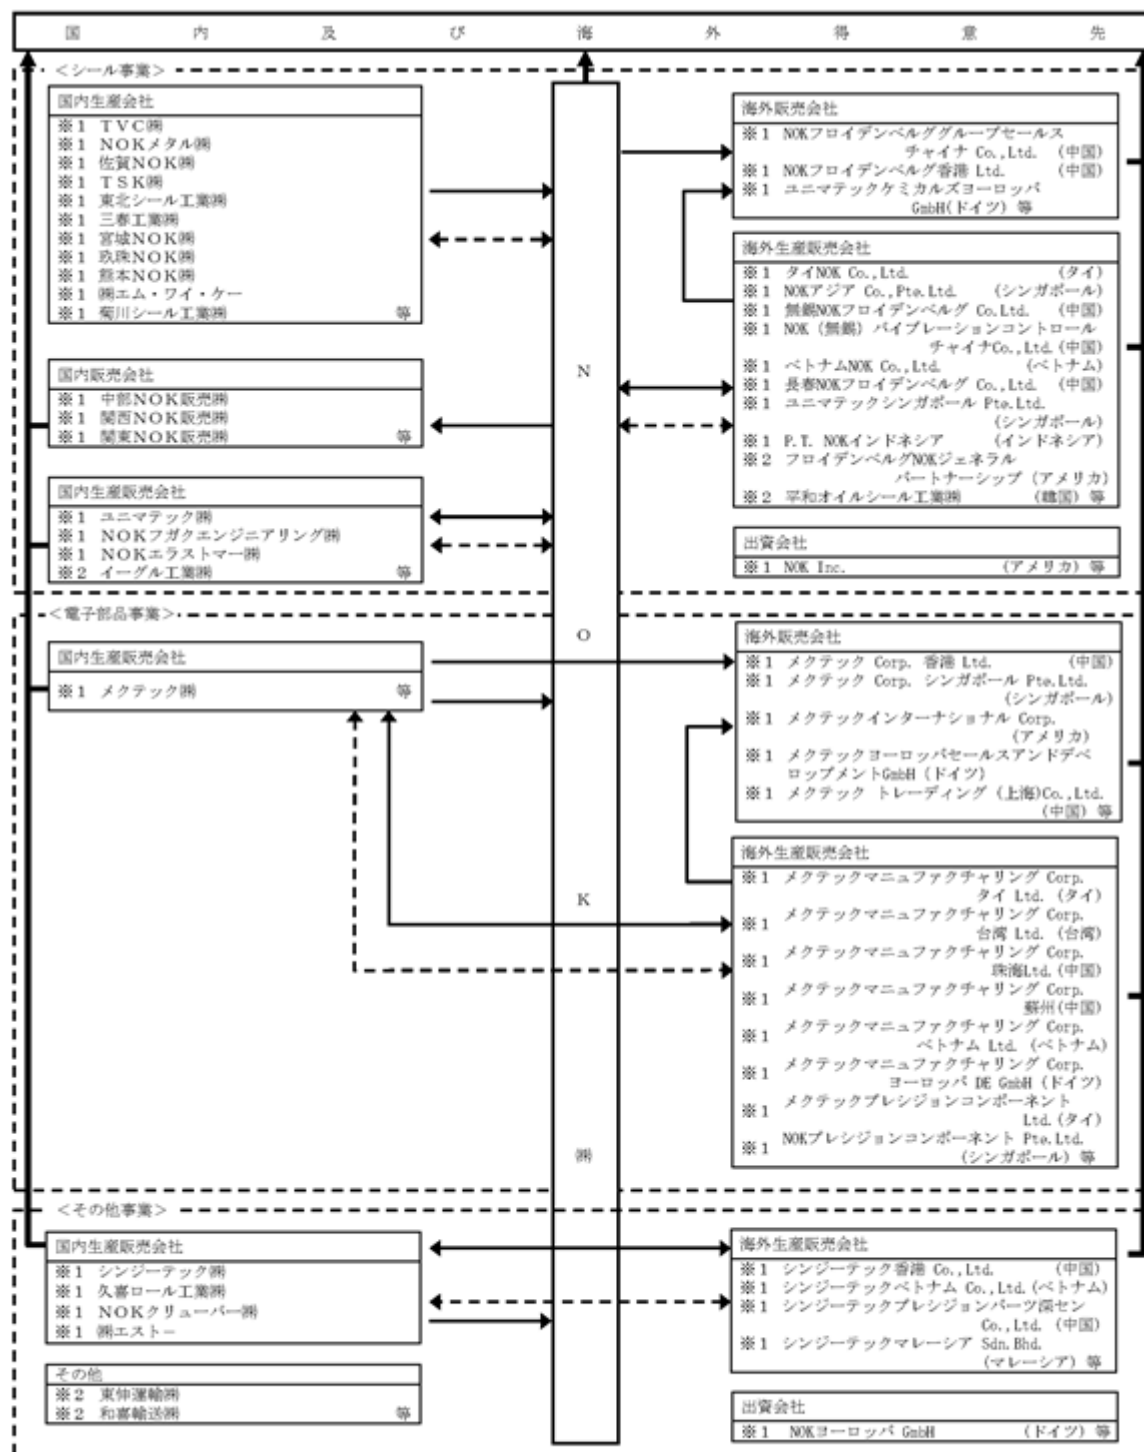 国内及び海外得意先
＜シール事業＞
国内生産会社
※1 ＴＶＣ㈱
※1 ＮＯＫメタル㈱
※1 佐賀ＮＯＫ㈱
※1 ＴＳＫ㈱
※1 東北シール工業㈱
※1 三春工業㈱
※1 宮城ＮＯＫ㈱
※1 玖珠ＮＯＫ㈱
※1 熊本ＮＯＫ㈱
※1 ㈱エム・ワイ・ケー
※1 菊川シール工業㈱ 等
国内販売会社
※1 中部ＮＯＫ販売㈱
※1 関西ＮＯＫ販売㈱
※1 関東ＮＯＫ販売㈱ 等
国内生産販売会社
※1 ユニマテック㈱
※1 ＮＯＫフガクエンジニアリング㈱
※1 ＮＯＫエラストマー㈱
※2 イーグル工業㈱ 等
ＮＯＫ㈱
海外販売会社
※1 NOKフロイデンベルググループセールス
チャイナ Co.,Ltd. (中国)
※1 NOKフロイデンベルグ香港 Ltd. (中国)
※1 ユニマテックケミカルズヨーロッパ
GmbH(ドイツ) 等
海外生産販売会社
※1 タイNOK Co.,Ltd. (タイ)
※1 NOKアジア Co.,Pte.Ltd. (シンガポール)
※1 無錫NOKフロイデンベルグ Co.Ltd. (中国)
※1 NOK（無錫）バイブレーションコントロール
チャイナCo.,Ltd.(中国)
※1 ベトナムNOK Co.,Ltd. (ベトナム)
※1 長春NOKフロイデンベルグ Co.,Ltd. (中国)
※1 ユニマテックシンガポール Pte.Ltd.
(シンガポール)
※1 P.T. NOKインドネシア (インドネシア)
※2 フロイデンベルグNOKジェネラル
パートナーシップ (アメリカ)
※2 平和オイルシール工業㈱ (韓国) 等
出資会社
※1 NOK Inc. (アメリカ) 等
＜電子部品事業＞
国内生産販売会社
※1 メクテック㈱ 等
海外販売会社
※1 メクテック Corp. 香港 Ltd. (中国)
※1 メクテック Corp. シンガポール Pte.Ltd.
(シンガポール)
※1 メクテックインターナショナル Corp.
(アメリカ)
※1 メクテックヨーロッパセールスアンドデベ
ロップメントGmbH (ドイツ)
※1 メクテック トレーディング (上海)Co.,Ltd.
(中国) 等
海外生産販売会社
※1 メクテックマニュファクチャリング Corp.
タイ Ltd. (タイ)
※1 メクテックマニュファクチャリング Corp.
台湾 Ltd. (台湾)
※1 メクテックマニュファクチャリング Corp.
珠海Ltd.(中国)
※1 メクテックマニュファクチャリング Corp.
蘇州(中国)
※1 メクテックマニュファクチャリング Corp.
ベトナム Ltd. (ベトナム)
※1 メクテックマニュファクチャリング Corp.
ヨーロッパ DE GmbH (ドイツ)
※1 メクテックプレシジョンコンポーネント
Ltd.(タイ)
※1 NOKプレシジョンコンポーネント Pte.Ltd.
(シンガポール) 等
＜その他事業＞
国内生産販売会社
※1 シンジーテック㈱
※1 久喜ロール工業㈱
※1 ＮＯＫクリューバー㈱
※1 ㈱エストー
その他
※2 東伸運輸㈱
※2 和喜輸送㈱ 等
海外生産販売会社
※1 シンジーテック香港 Co.,Ltd. (中国)
※1 シンジーテックベトナム Co.,Ltd.(ベトナム)
※1 シンジーテックプレシジョンパーツ深セン
Co.,Ltd. (中国)
※1 シンジーテックマレーシア Sdn.Bhd.
(マレーシア) 等
出資会社
※1 NOKヨーロッパ GmbH (ドイツ) 等